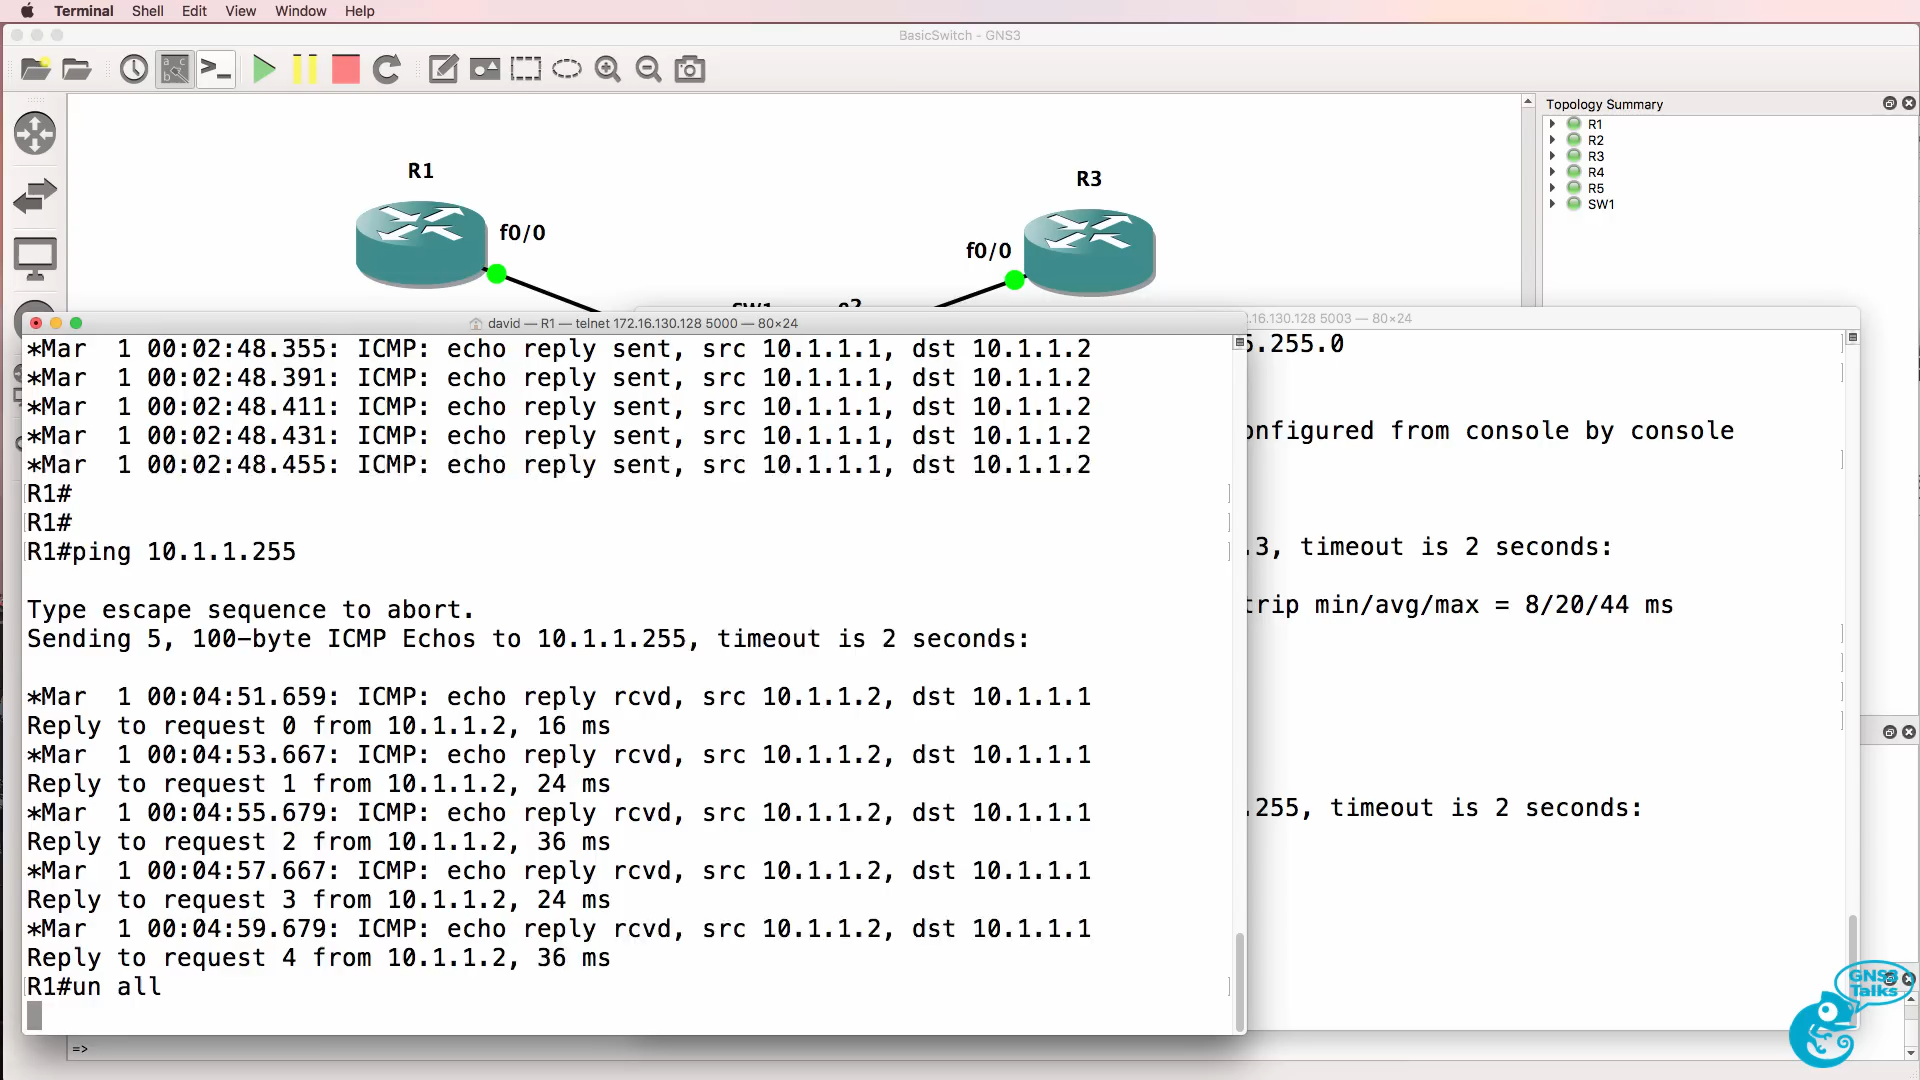 Terminal Shell Edit View Window Help
BasicSwitch - GNS3
Topology Summary
R1
R2
R3
R4
R5
SW1
R1
f0/0
R3
f0/0
david — R1 — telnet 172.16.130.128 5000 — 80×24
*Mar  1 00:02:48.355: ICMP: echo reply sent, src 10.1.1.1, dst 10.1.1.2
*Mar  1 00:02:48.391: ICMP: echo reply sent, src 10.1.1.1, dst 10.1.1.2
*Mar  1 00:02:48.411: ICMP: echo reply sent, src 10.1.1.1, dst 10.1.1.2
*Mar  1 00:02:48.431: ICMP: echo reply sent, src 10.1.1.1, dst 10.1.1.2
*Mar  1 00:02:48.455: ICMP: echo reply sent, src 10.1.1.1, dst 10.1.1.2
R1#
R1#
R1#ping 10.1.1.255
Type escape sequence to abort.
Sending 5, 100-byte ICMP Echos to 10.1.1.255, timeout is 2 seconds:
*Mar  1 00:04:51.659: ICMP: echo reply rcvd, src 10.1.1.2, dst 10.1.1.1
Reply to request 0 from 10.1.1.2, 16 ms
*Mar  1 00:04:53.667: ICMP: echo reply rcvd, src 10.1.1.2, dst 10.1.1.1
Reply to request 1 from 10.1.1.2, 24 ms
*Mar  1 00:04:55.679: ICMP: echo reply rcvd, src 10.1.1.2, dst 10.1.1.1
Reply to request 2 from 10.1.1.2, 36 ms
*Mar  1 00:04:57.667: ICMP: echo reply rcvd, src 10.1.1.2, dst 10.1.1.1
Reply to request 3 from 10.1.1.2, 24 ms
*Mar  1 00:04:59.679: ICMP: echo reply rcvd, src 10.1.1.2, dst 10.1.1.1
Reply to request 4 from 10.1.1.2, 36 ms
R1#un all
.16.130.128 5003 — 80×24
.255.0
onfigured from console by console
.3, timeout is 2 seconds:
trip min/avg/max = 8/20/44 ms
.255, timeout is 2 seconds:
=>
GNS3
Talks